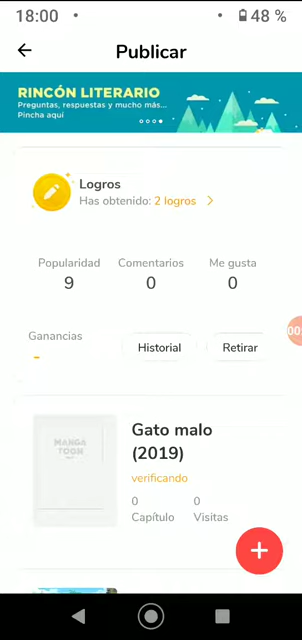 18:00
48 %
Publicar
RINCÓN LITERARIO
Preguntas, respuestas y mucho más...
Pincha aquí
Logros
Has obtenido: 2 logros
Popularidad Comentarios Me gusta
9 0 0
Ganancias
Historial
Retirar
MANGA
TOON
Gato malo
(2019)
verificando
0 0
Capítulo Visitas